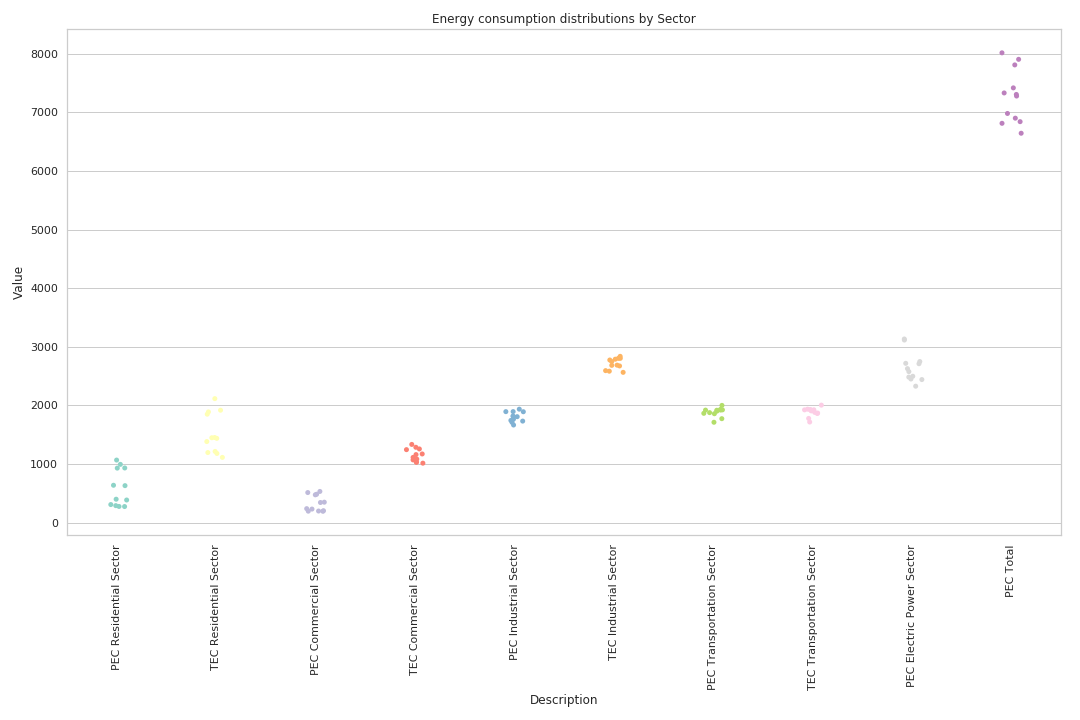 Energy consumption distributions by Sector
8000
7000
6000
5000
4000
3000
2000
1000
0
Value
PEC Residential Sector
TEC Residential Sector
PEC Commercial Sector
TEC Commercial Sector
PEC Industrial Sector
TEC Industrial Sector
PEC Transportation Sector
TEC Transportation Sector
PEC Electric Power Sector
PEC Total
Description